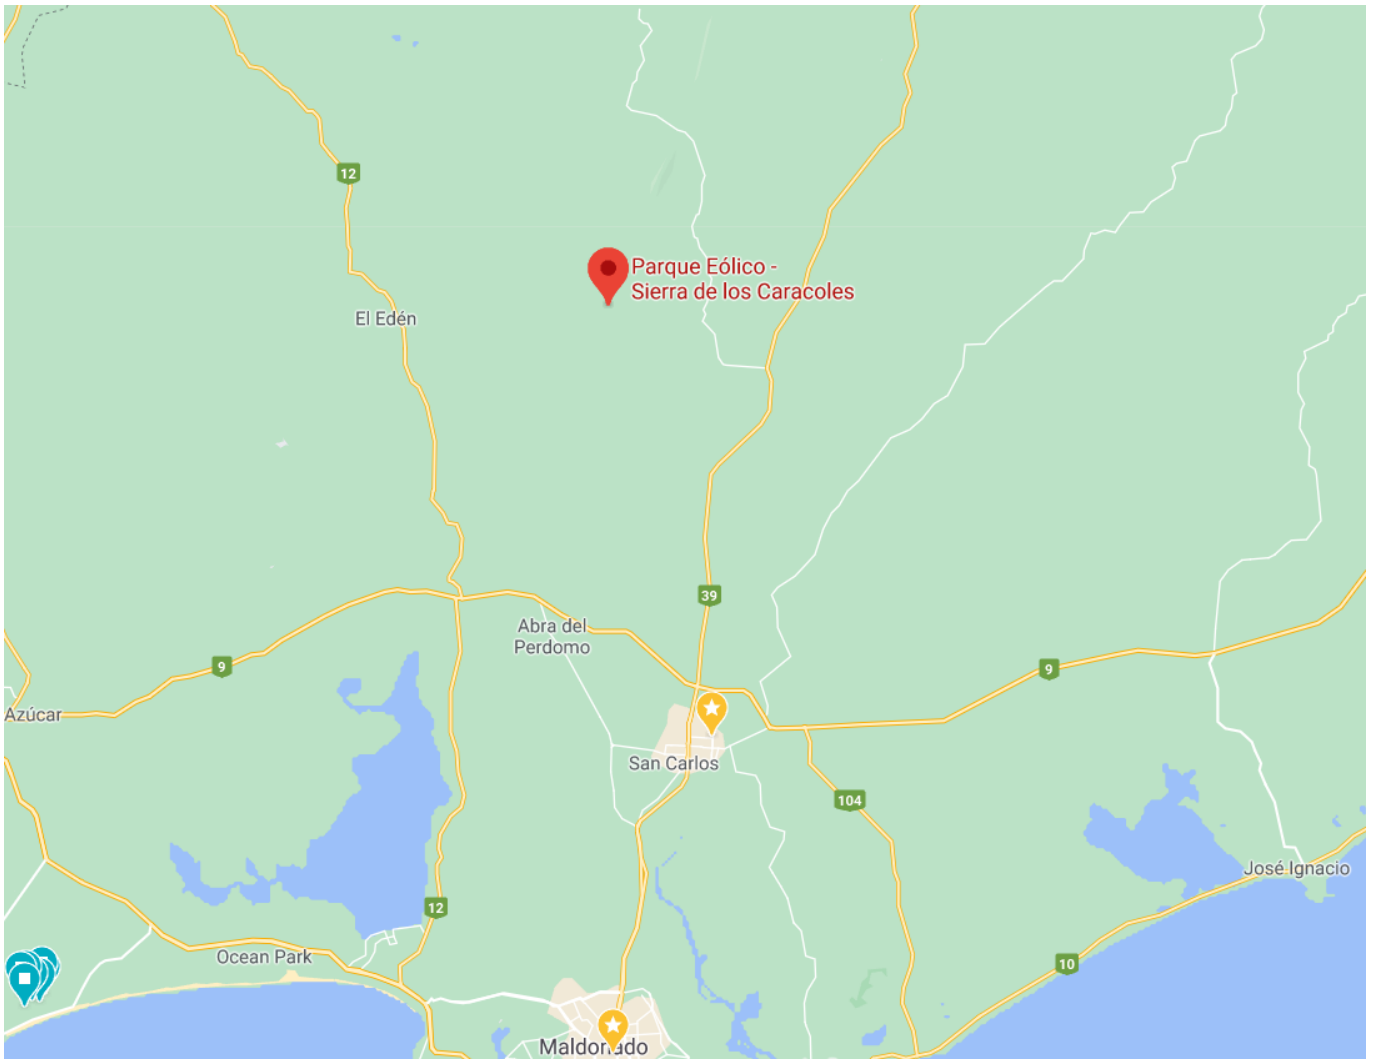 12
Parque Eólico -
Sierra de los Caracoles
El Edén
39
Abra del
Perdomo
9
9
Azúcar
San Carlos
104
José Ignacio
12
Ocean Park
10
Maldonado